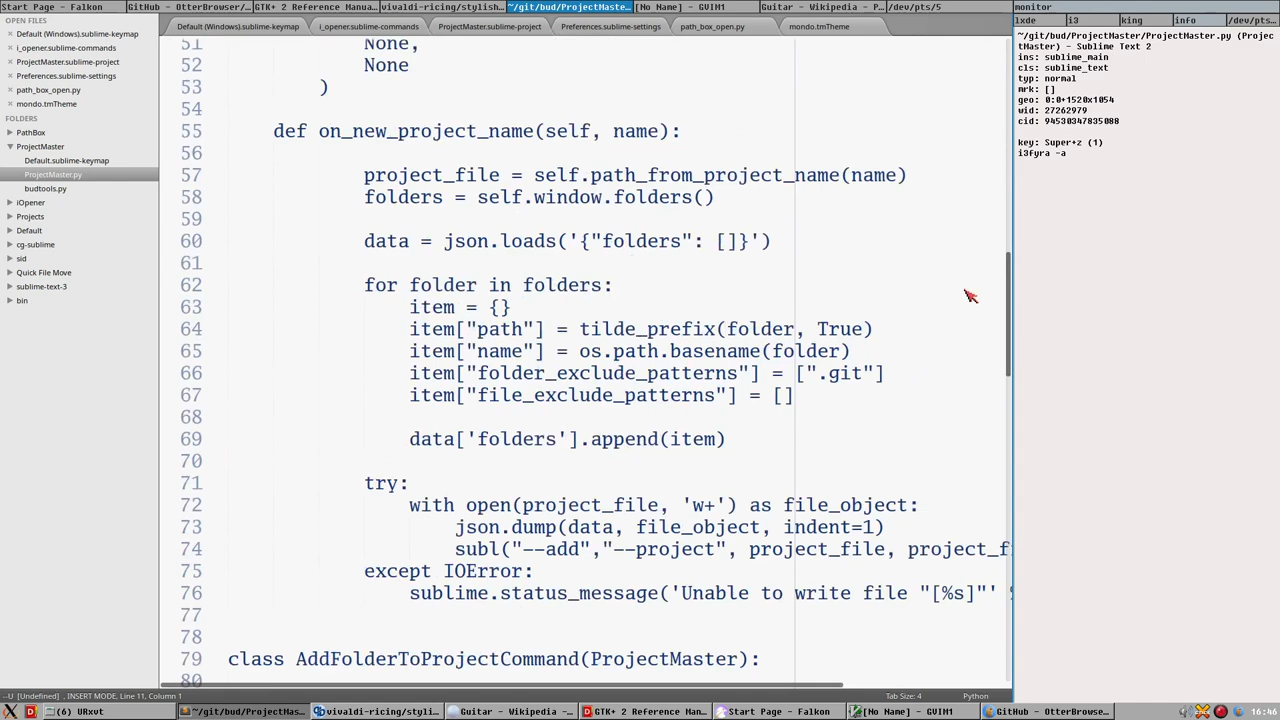 Start Page - Falkon
GitHub - OtterBrowser/...
GTK+ 2 Reference Manua...
vivaldi-ricing/stylish...
~/git/bud/ProjectMaste...
[No Name] - GVIM1
Guitar - Wikipedia - P...
/dev/pts/5
monitor
lxde
i3
king
info
/dev/pts...
OPEN FILES
Default (Windows).sublime-keymap
i_opener.sublime-commands
ProjectMaster.sublime-project
Preferences.sublime-settings
path_box_open.py
mondo.tmTheme
FOLDERS
PathBox
ProjectMaster
Default.sublime-keymap
ProjectMaster.py
budtools.py
iOpener
Projects
Default
cg-sublime
sid
Quick File Move
sublime-text-3
bin
Default (Windows).sublime-keymap
i_opener.sublime-commands
ProjectMaster.sublime-project
Preferences.sublime-settings
path_box_open.py
mondo.tmTheme
51 None,
52 None
53 )
54
55 def on_new_project_name(self, name):
56
57 project_file = self.path_from_project_name(name)
58 folders = self.window.folders()
59
60 data = json.loads('{"folders": []}')
61
62 for folder in folders:
63 item = {}
64 item["path"] = tilde_prefix(folder, True)
65 item["name"] = os.path.basename(folder)
66 item["folder_exclude_patterns"] = [".git"]
67 item["file_exclude_patterns"] = []
68
69 data['folders'].append(item)
70
71 try:
72 with open(project_file, 'w+') as file_object:
73 json.dump(data, file_object, indent=1)
74 subl("--add","--project", project_file, project_f
75 except IOError:
76 sublime.status_message('Unable to write file "[%s]"' %
77
78
79 class AddFolderToProjectCommand(ProjectMaster):
80
~/git/bud/ProjectMaster/ProjectMaster.py (Projec
tMaster) - Sublime Text 2
ins: sublime_main
cls: sublime_text
typ: normal
mrk: []
geo: 0:0+1520x1054
wid: 27262979
cid: 94530347835088
key: Super+z (1)
i3fyra -a
--U [Undefined] , INSERT MODE, Line 11, Column 1
Tab Size: 4
Python
(6) URxvt
~/git/bud/ProjectMas...
vivaldi-ricing/styli...
Guitar - Wikipedia -...
GTK+ 2 Reference Man...
Start Page - Falkon
[No Name] - GVIM1
GitHub - OtterBrowse...
16:46